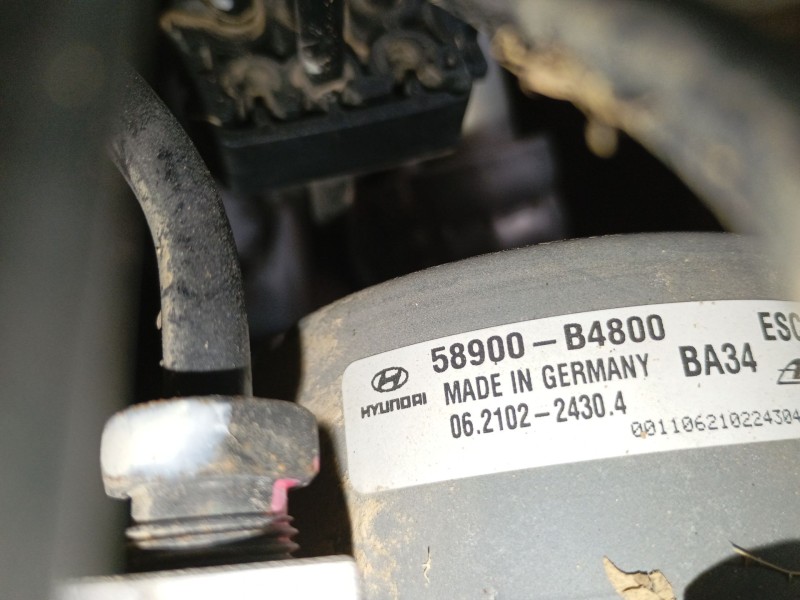 58900-B4800 ESC
HYUNDAI MADE IN GERMANY BA34
06.2102-2430.4
001106210224304